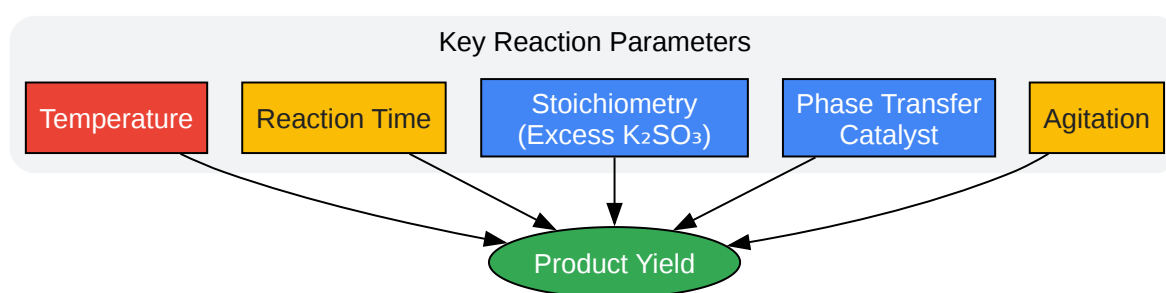 Key Reaction Parameters
Temperature
Reaction Time
Stoichiometry
(Excess K₂SO₃)
Phase Transfer
Catalyst
Agitation
Product Yield